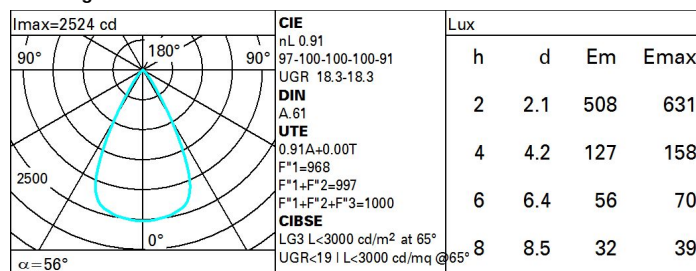 Imax=2524 cd
90° 180° 90°
2500
0°
α=56°
CIE
nL 0.91
97-100-100-100-91
UGR 18.3-18.3
DIN
A.61
UTE
0.91A+0.00T
F"1=968
F"1+F"2=997
F"1+F"2+F"3=1000
CIBSE
LG3 L<3000 cd/m² at 65°
UGR<19 | L<3000 cd/mq @65°
Lux
h d Em Emax
2 2.1 508 631
4 4.2 127 158
6 6.4 56 70
8 8.5 32 39